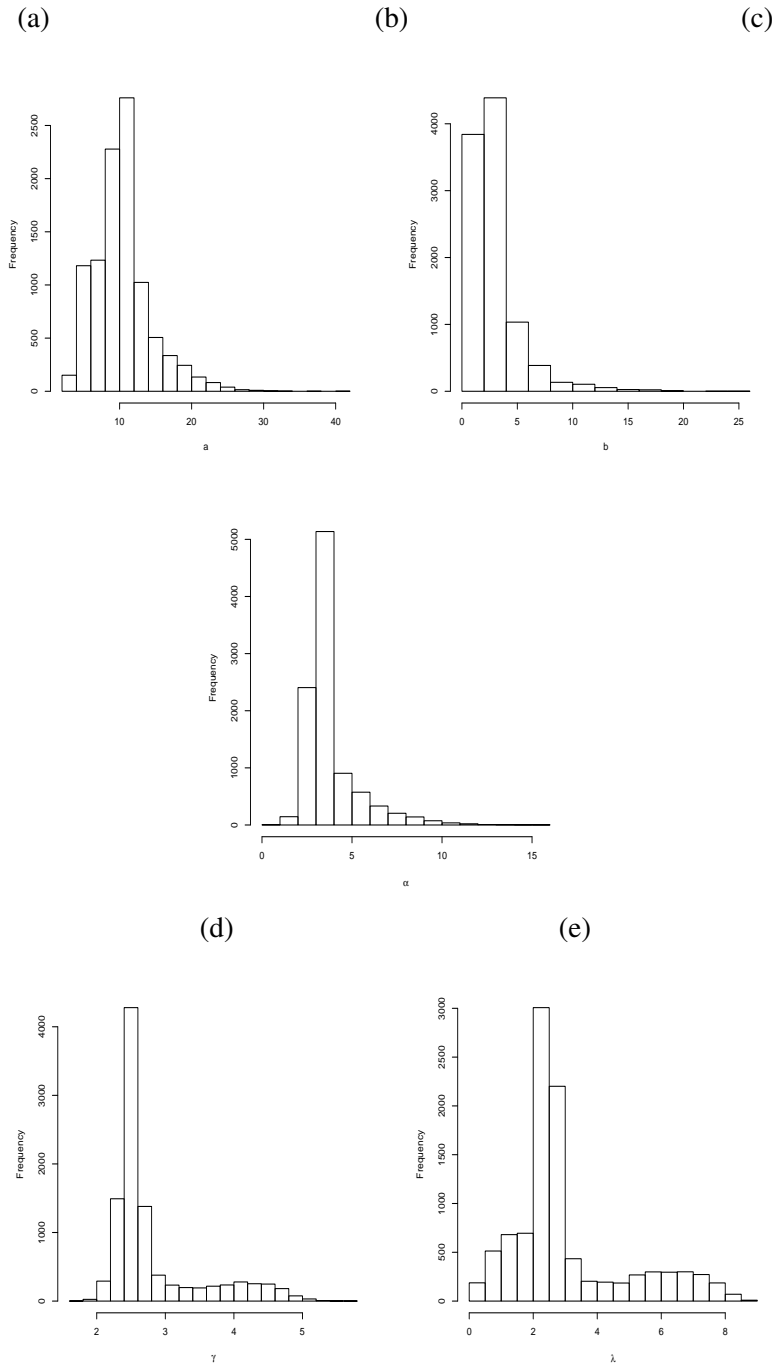 (a) (b) (c)
Frequency
0 500 1000 1500 2000 2500
10 20 30 40
a
Frequency
0 1000 2000 3000 4000
0 5 10 15 20 25
b
Frequency
0 1000 2000 3000 4000 5000
0 5 10 15
α
(d) (e)
Frequency
0 1000 2000 3000 4000
2 3 4 5
γ
Frequency
0 500 1000 1500 2000 2500 3000
0 2 4 6 8
λ